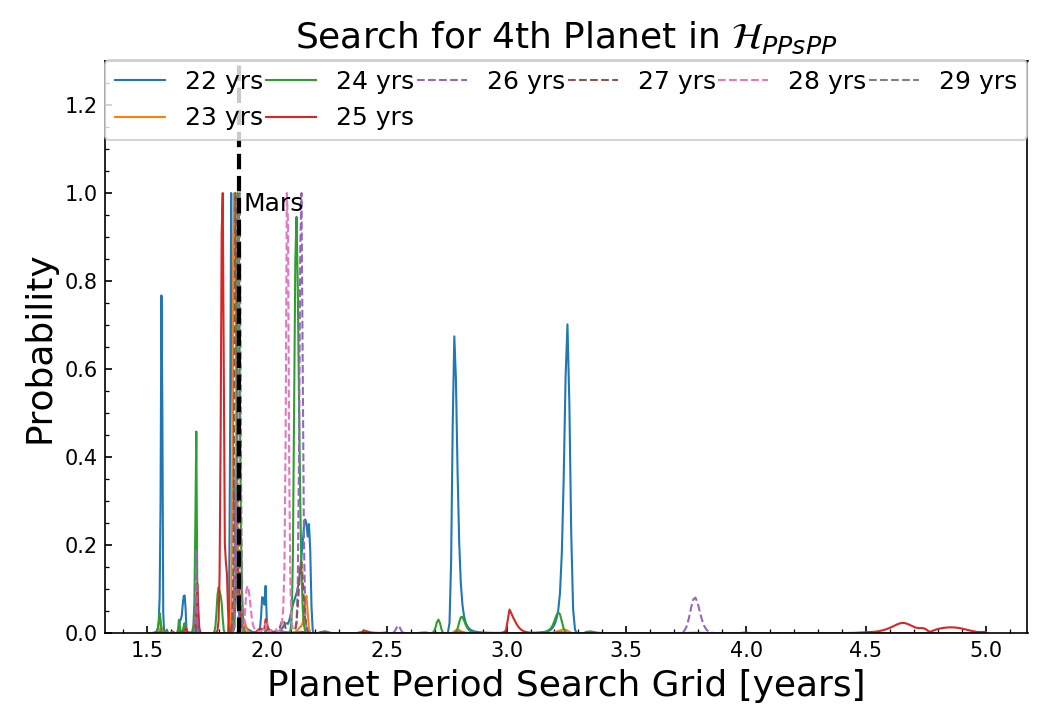 Search for 4th Planet in ℋ_PPsPP
22 yrs 24 yrs 26 yrs 27 yrs 28 yrs 29 yrs
23 yrs 25 yrs
Mars
Probability
1.2
1.0
0.8
0.6
0.4
0.2
0.0
1.5 2.0 2.5 3.0 3.5 4.0 4.5 5.0
Planet Period Search Grid [years]